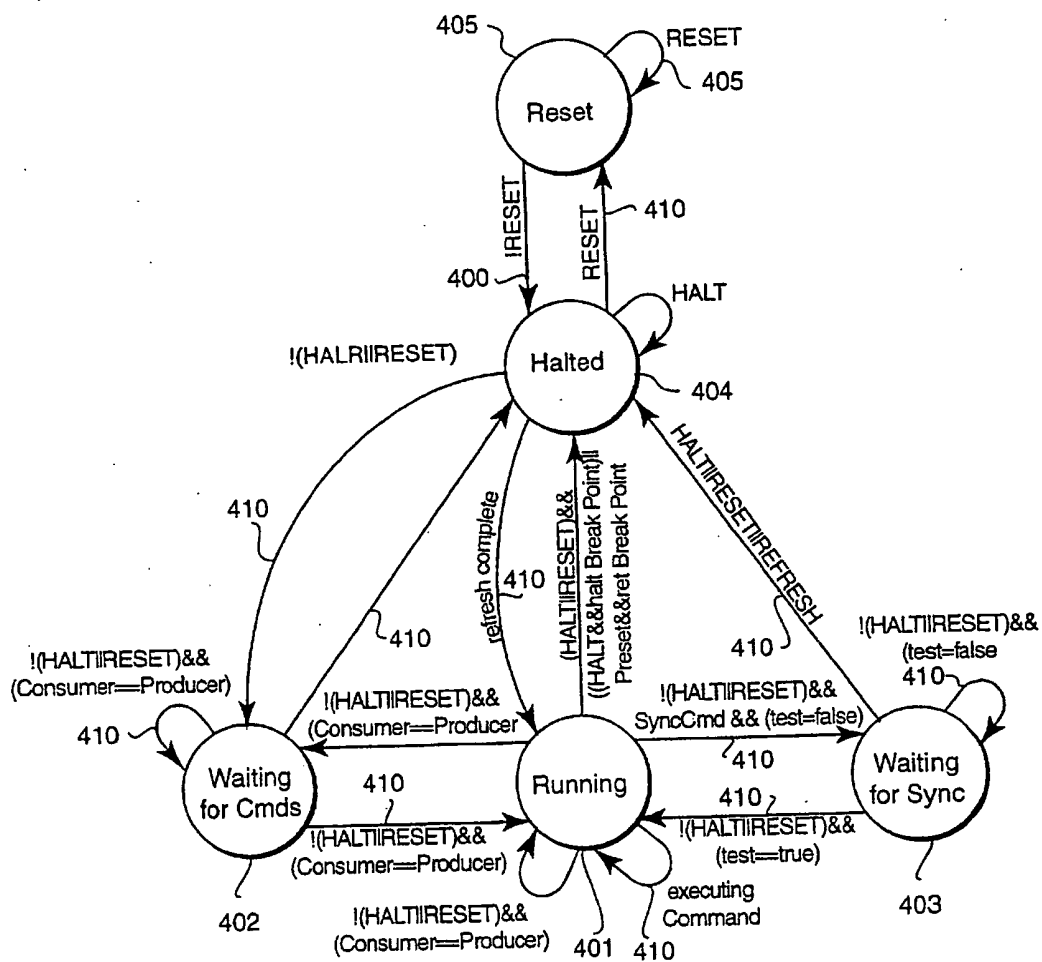 405
RESET
405
Reset
!RESET
RESET
410
400
HALT
!(HALRIIRESET)
Halted
404
410
refresh complete
410
(HALTIIRESET)&&
((HALT&&halt Break Point)II
Preset&&ret Break Point
HALTIIRESETIIREFRESH
410
410
!(HALTIIRESET)&&
(test=false
410
!(HALTIIRESET)&&
(Consumer==Producer)
410
!(HALTIIRESET)&&
(Consumer==Producer
!(HALTIIRESET)&&
SyncCmd && (test=false)
410
Waiting
for Cmds
410
Running
410
Waiting
for Sync
!(HALTIIRESET)&&
(Consumer==Producer)
!(HALTIIRESET)&&
(test==true)
402
executing
Command
403
!(HALTIIRESET)&&
(Consumer==Producer)
401
410